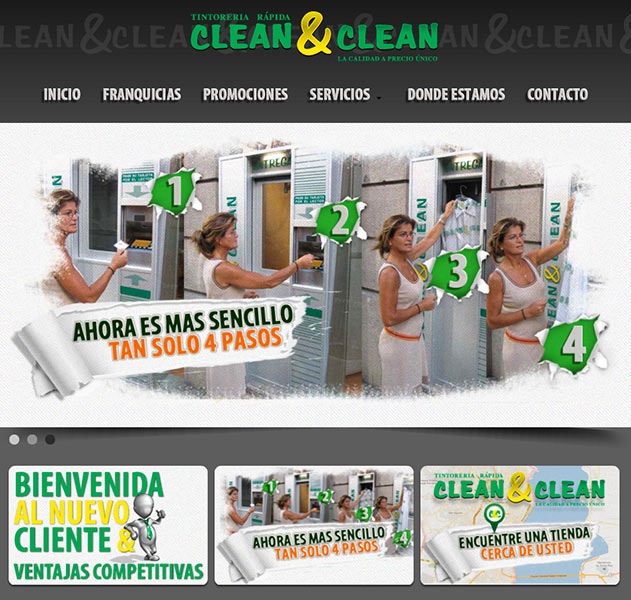 TINTORERIA RÁPIDA
CLEAN & CLEAN
LA CALIDAD A PRECIO ÚNICO
INICIO FRANQUICIAS PROMOCIONES SERVICIOS DONDE ESTAMOS CONTACTO
ENTREGA
1
2
3
4
CLEAN
& CLEAN
AHORA ES MAS SENCILLO
TAN SOLO 4 PASOS
BIENVENIDA
AL NUEVO
CLIENTE &
VENTAJAS COMPETITIVAS
1
2
3
4
AHORA ES MAS SENCILLO
TAN SOLO 4 PASOS
TINTORERIA RÁPIDA
CLEAN & CLEAN
LA CALIDAD A PRECIO ÚNICO
ENCUENTRE UNA TIENDA
CERCA DE USTED